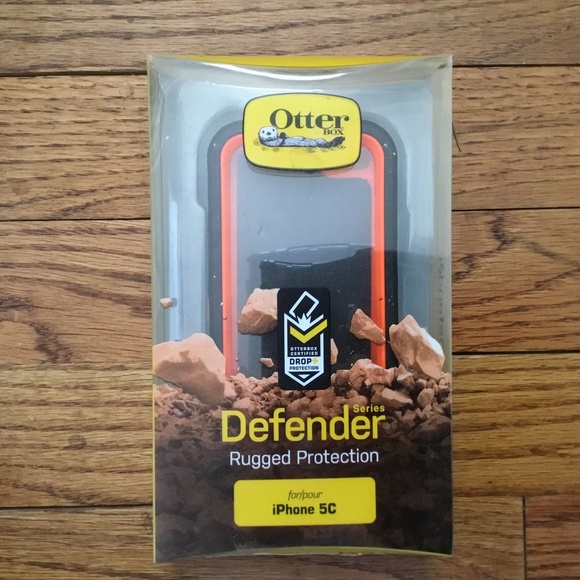 Otter
BOX
OTTERBOX
CERTIFIED
DROP+
PROTECTION
Series
Defender
Rugged Protection
for/pour
iPhone 5C